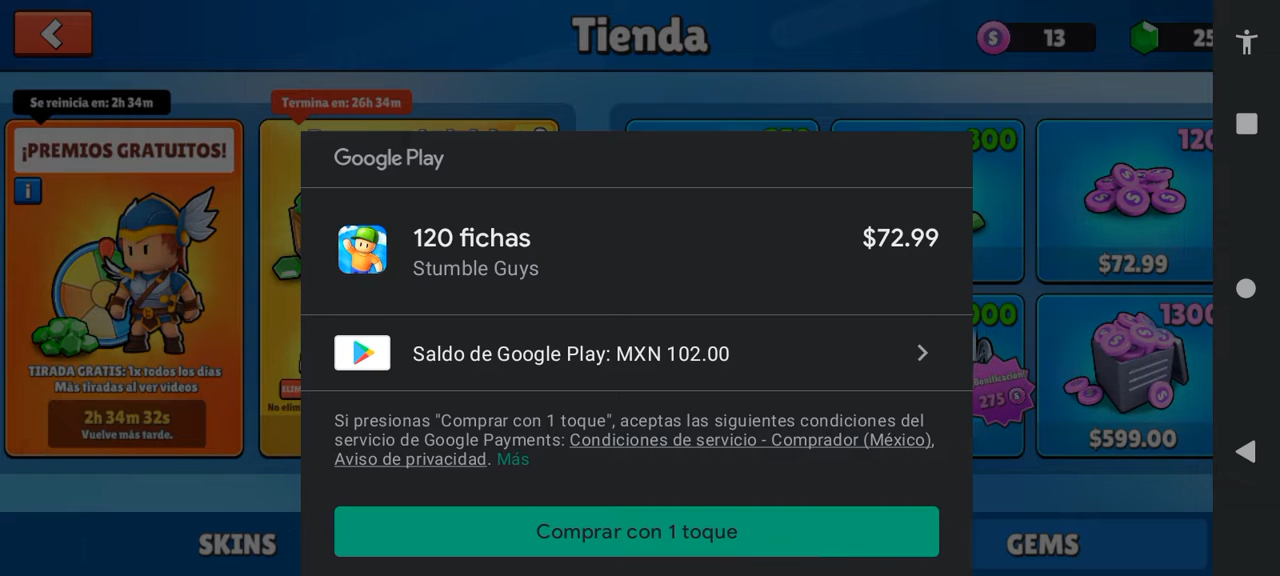 Tienda
13
25
Se reinicia en: 2h 34m
Termina en: 26h 34m
¡PREMIOS GRATUITOS!
i
TIRADA GRATIS: 1x todos los días
Más tiradas al ver videos
2h 34m 32s
Vuelve más tarde.
Google Play
120 fichas
$72.99
Stumble Guys
Saldo de Google Play: MXN 102.00
Si presionas "Comprar con 1 toque", aceptas las siguientes condiciones del
servicio de Google Payments: Condiciones de servicio - Comprador (México),
Aviso de privacidad. Más
Comprar con 1 toque
120
$72.99
1300
Bonificación!
275
$599.00
SKINS
GEMS